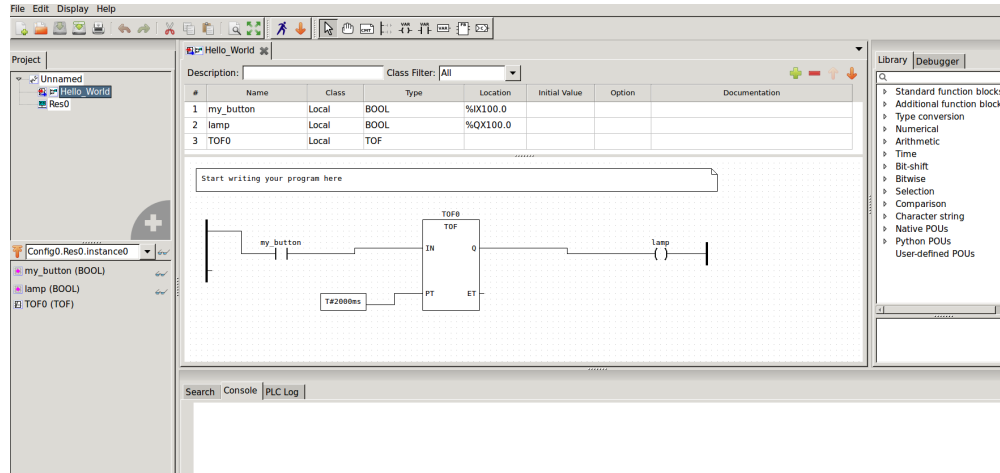 File Edit Display Help
Project
Unnamed
Hello_World
Res0
Config0.Res0.instance0
my_button (BOOL)
lamp (BOOL)
TOF0 (TOF)
Hello_World
Description: Class Filter: All
# Name Class Type Location Initial Value Option Documentation
1 my_button Local BOOL %IX100.0
2 lamp Local BOOL %QX100.0
3 TOF0 Local TOF
Start writing your program here
TOF0
TOF
my_button IN Q lamp
T#2000ms PT ET
Search Console PLC Log
Library Debugger
Standard function blocks
Additional function block
Type conversion
Numerical
Arithmetic
Time
Bit-shift
Bitwise
Selection
Comparison
Character string
Native POUs
Python POUs
User-defined POUs